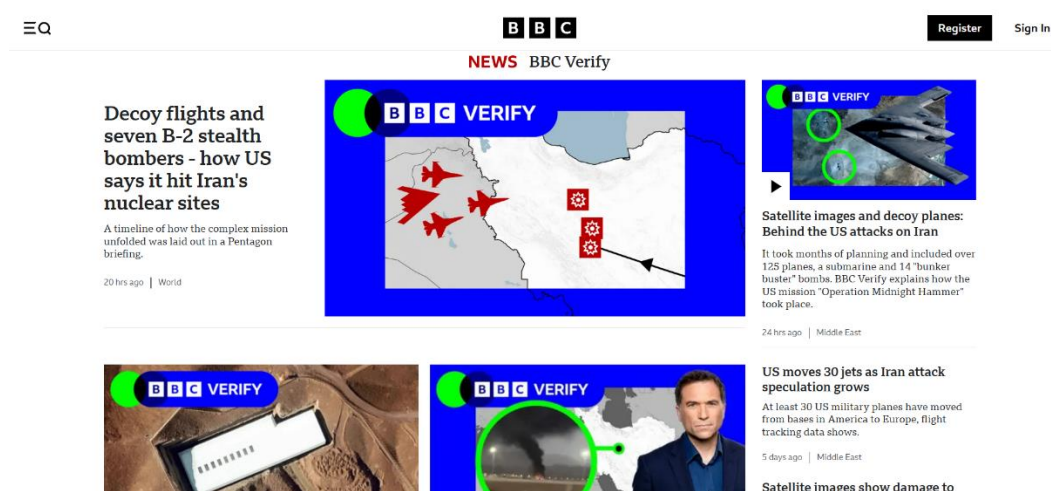 BBC
Register
Sign In
NEWS BBC Verify
Decoy flights and
seven B-2 stealth
bombers - how US
says it hit Iran's
nuclear sites
A timeline of how the complex mission
unfolded was laid out in a Pentagon
briefing.
20 hrs ago | World
BBC VERIFY
BBC VERIFY
Satellite images and decoy planes:
Behind the US attacks on Iran
It took months of planning and included over
125 planes, a submarine and 14 "bunker
buster" bombs. BBC Verify explains how the
US mission "Operation Midnight Hammer"
took place.
24 hrs ago | Middle East
BBC VERIFY
BBC VERIFY
US moves 30 jets as Iran attack
speculation grows
At least 30 US military planes have moved
from bases in America to Europe, flight
tracking data shows.
5 days ago | Middle East
Satellite images show damage to